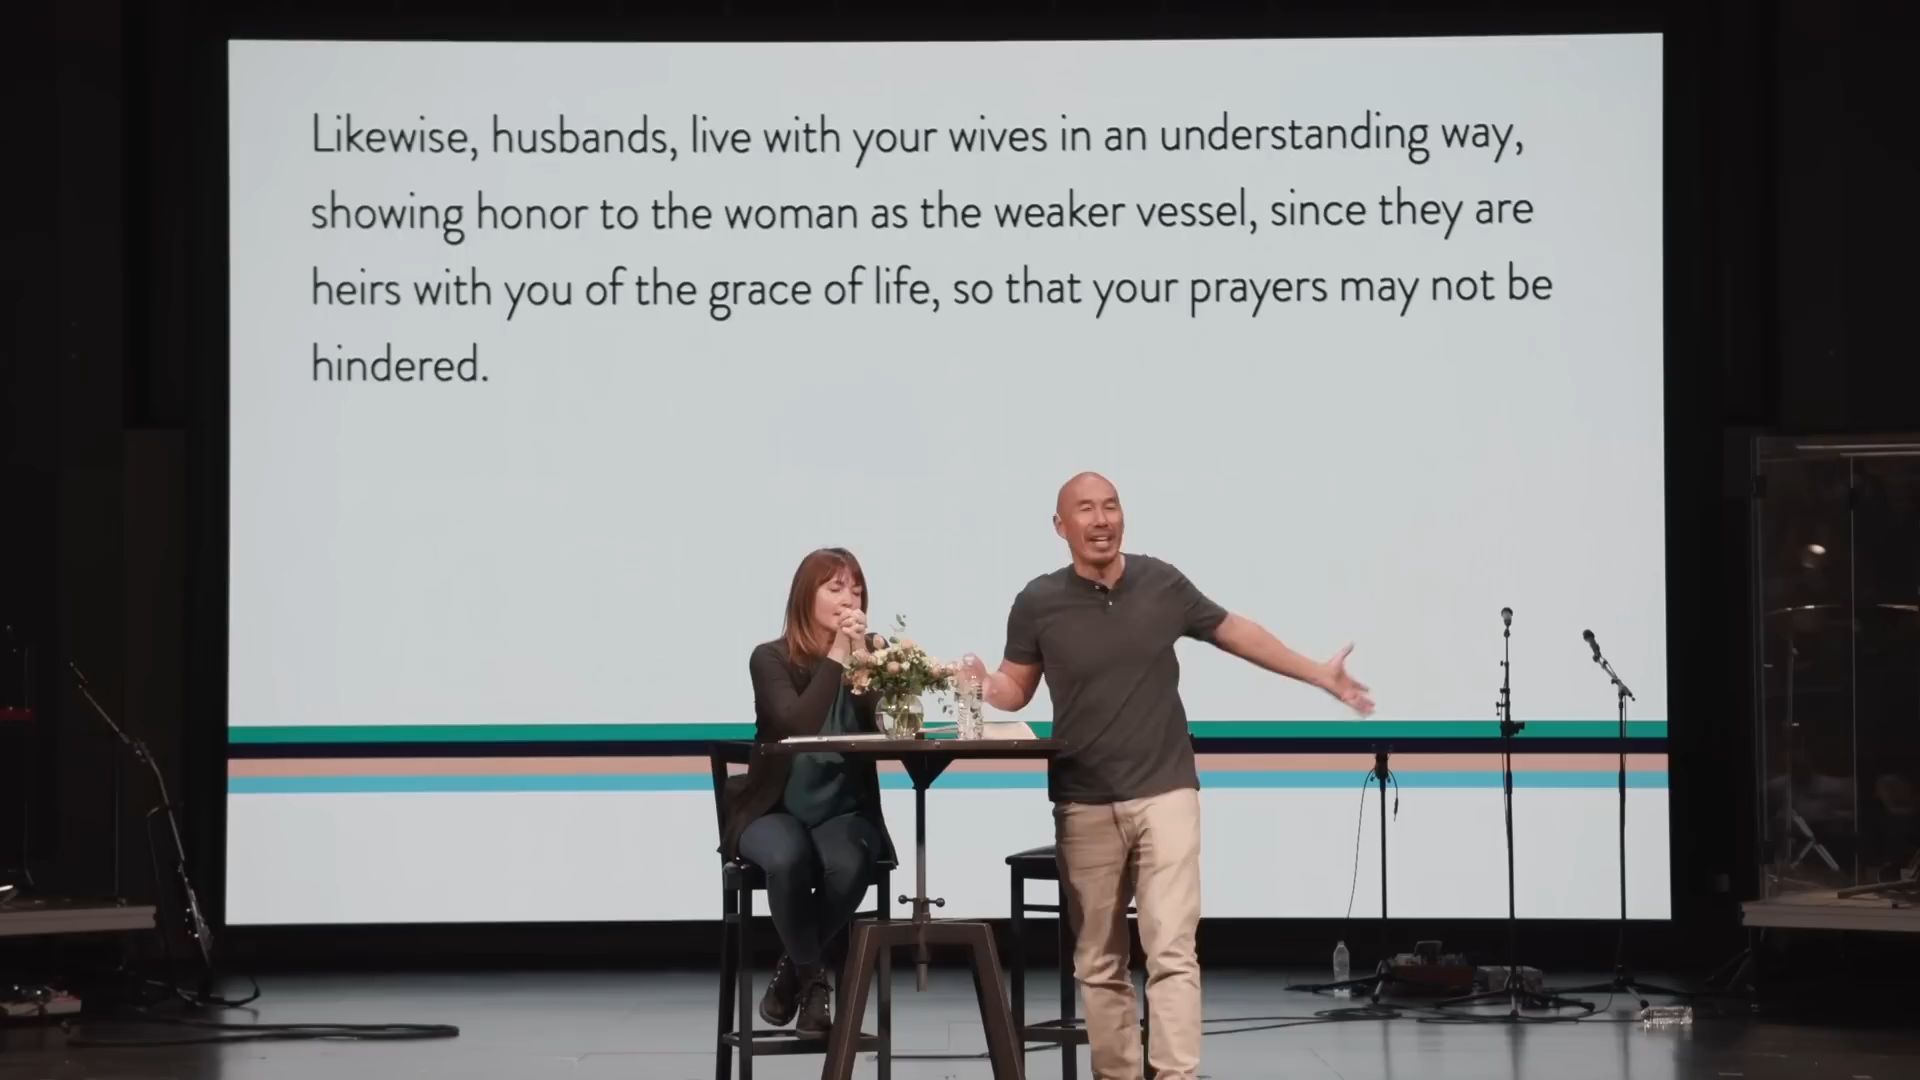 Likewise, husbands, live with your wives in an understanding way,
showing honor to the woman as the weaker vessel, since they are
heirs with you of the grace of life, so that your prayers may not be
hindered.